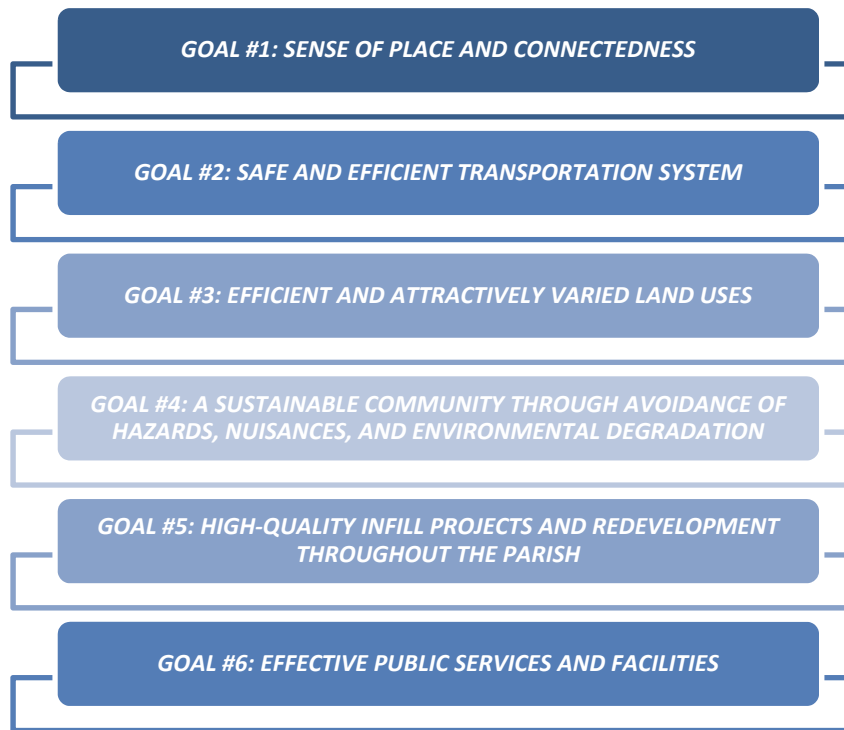 GOAL #1: SENSE OF PLACE AND CONNECTEDNESS
GOAL #2: SAFE AND EFFICIENT TRANSPORTATION SYSTEM
GOAL #3: EFFICIENT AND ATTRACTIVELY VARIED LAND USES
GOAL #4: A SUSTAINABLE COMMUNITY THROUGH AVOIDANCE OF
HAZARDS, NUISANCES, AND ENVIRONMENTAL DEGRADATION
GOAL #5: HIGH-QUALITY INFILL PROJECTS AND REDEVELOPMENT
THROUGHOUT THE PARISH
GOAL #6: EFFECTIVE PUBLIC SERVICES AND FACILITIES